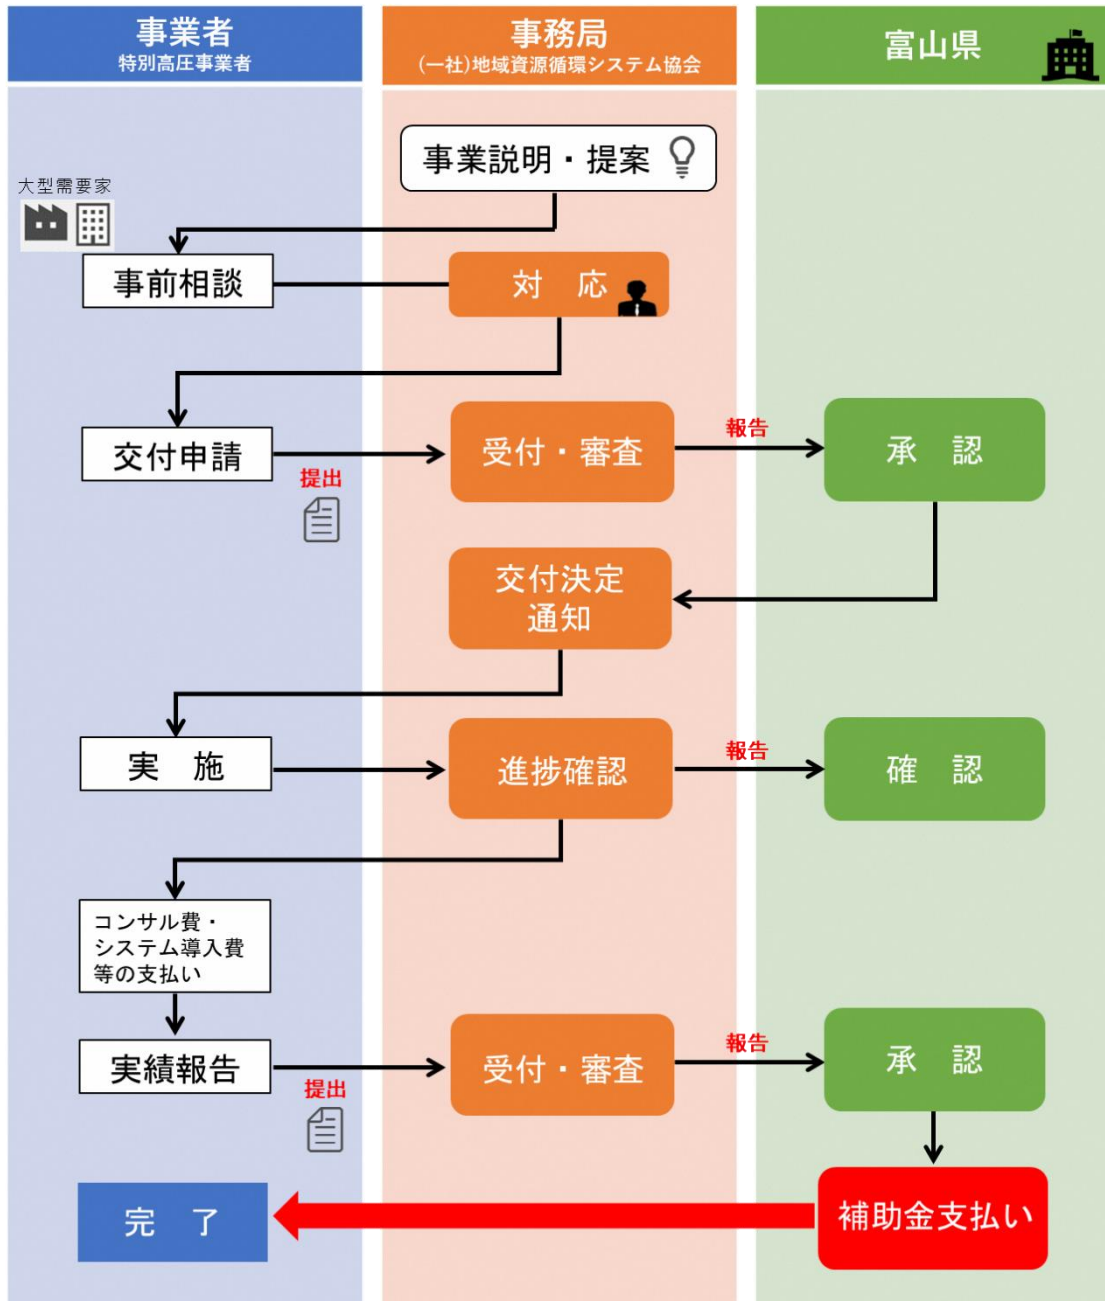 事業者
特別高圧事業者
事務局
(一社)地域資源循環システム協会
富山県
事業説明・提案
大型需要家
事前相談
対　応
交付申請
提出
受付・審査
報告
承　認
交付決定
通知
実　施
進捗確認
報告
確　認
コンサル費・
システム導入費
等の支払い
実績報告
提出
受付・審査
報告
承　認
補助金支払い
完　了